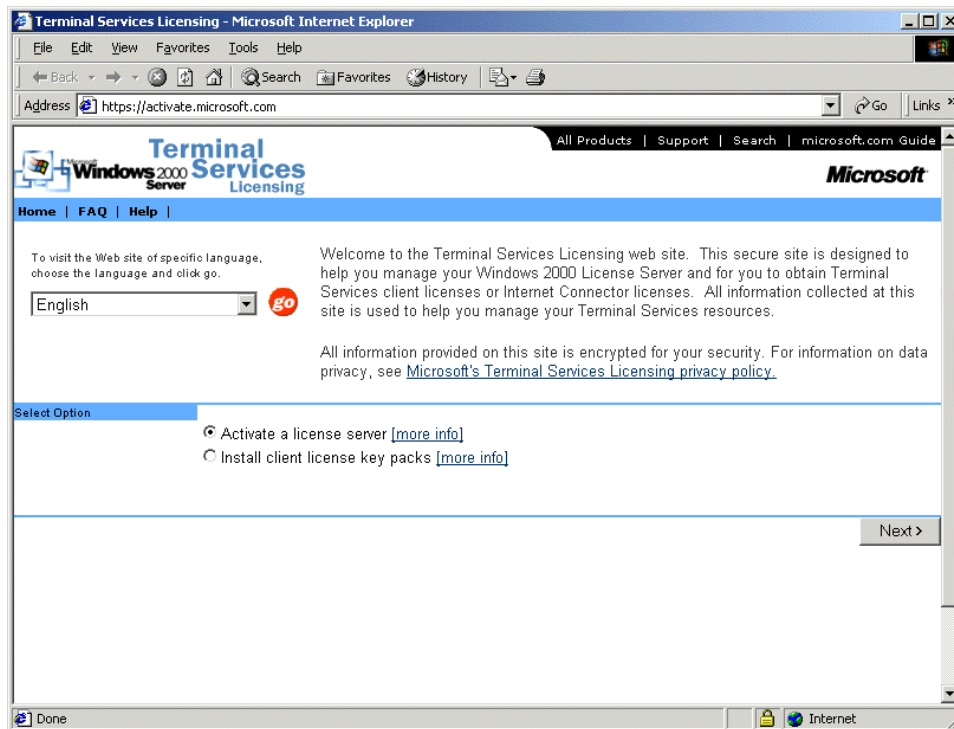 Terminal Services Licensing - Microsoft Internet Explorer
File Edit View Favorites Tools Help
Back Search Favorites History
Address https://activate.microsoft.com Go Links »
All Products | Support | Search | microsoft.com Guide
Microsoft
Windows 2000
Server
Terminal
Services
Licensing
Microsoft
Home | FAQ | Help |
To visit the Web site of specific language,
choose the language and click go.
English go
Welcome to the Terminal Services Licensing web site. This secure site is designed to
help you manage your Windows 2000 License Server and for you to obtain Terminal
Services client licenses or Internet Connector licenses. All information collected at this
site is used to help you manage your Terminal Services resources.
All information provided on this site is encrypted for your security. For information on data
privacy, see Microsoft's Terminal Services Licensing privacy policy.
Select Option
Activate a license server [more info]
Install client license key packs [more info]
Next >
Done Internet